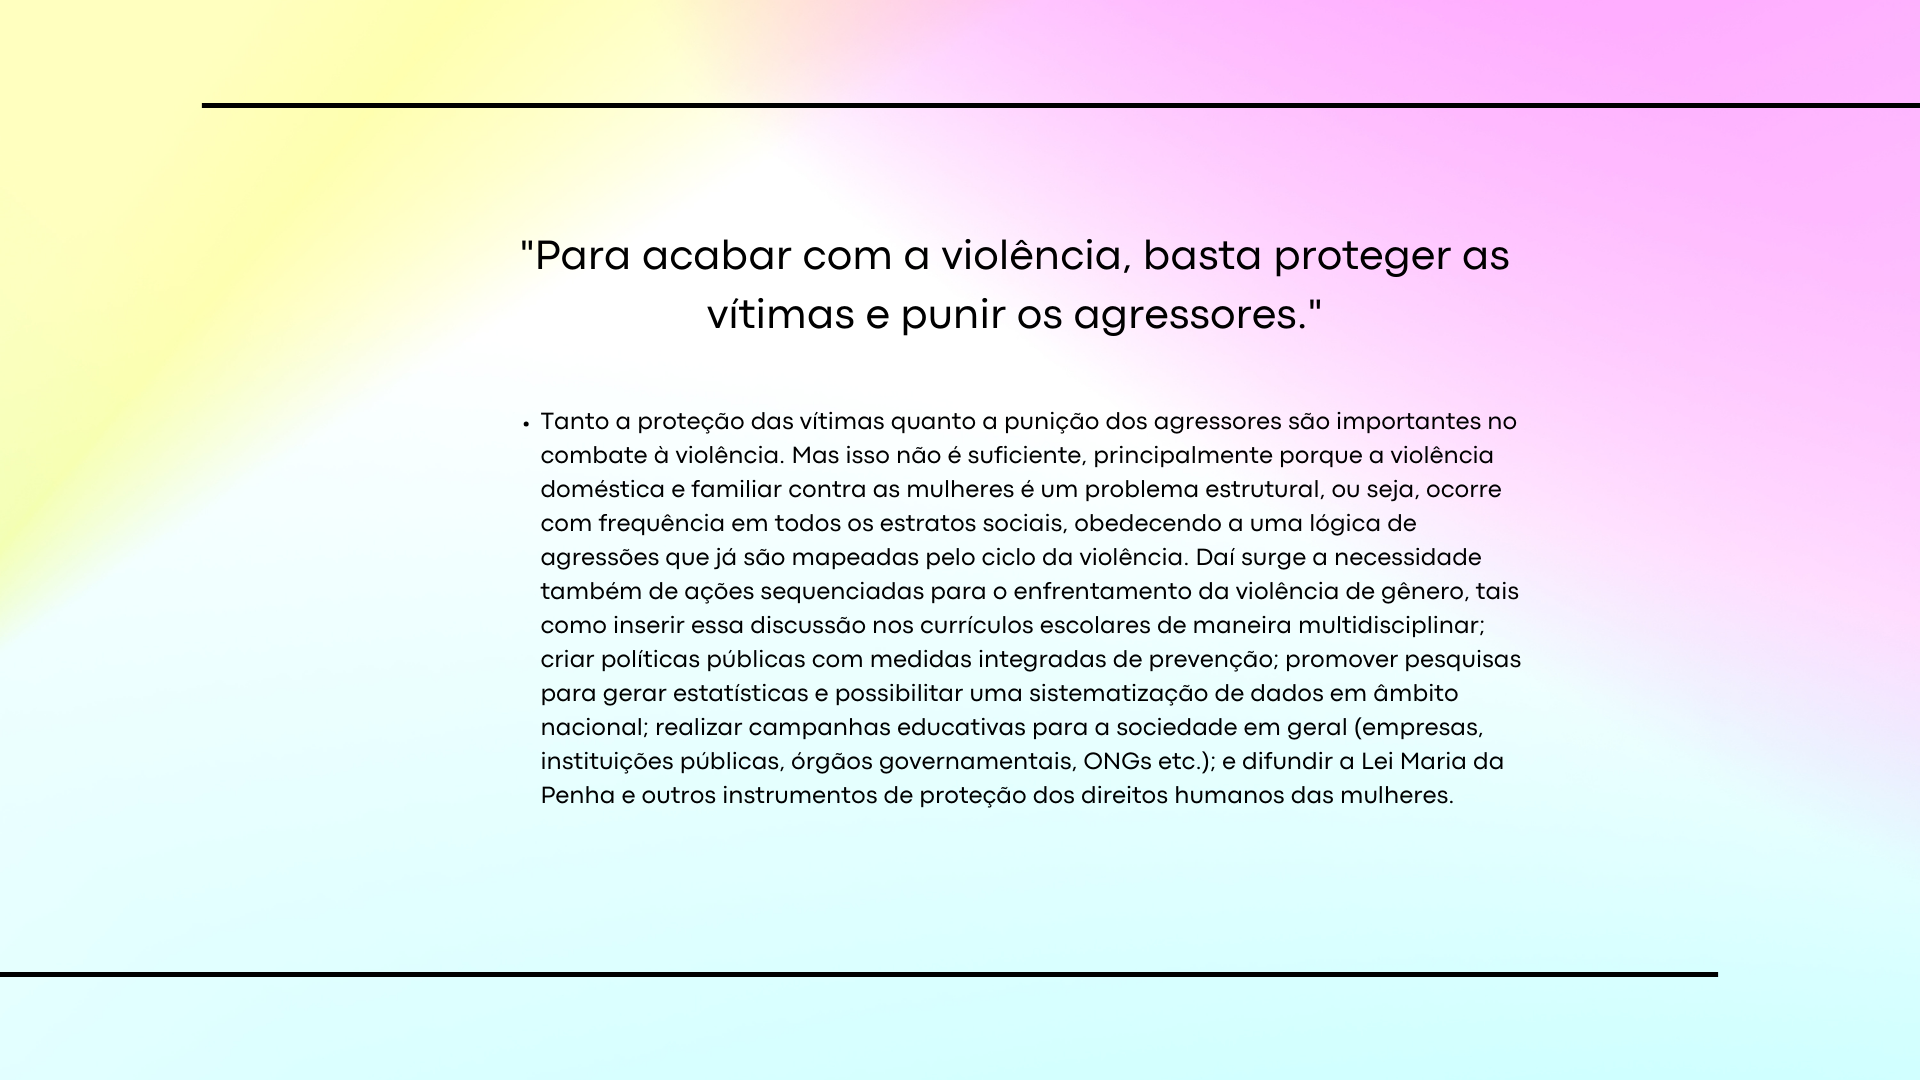 "Para acabar com a violência, basta proteger as
vítimas e punir os agressores."
• Tanto a proteção das vítimas quanto a punição dos agressores são importantes no
combate à violência. Mas isso não é suficiente, principalmente porque a violência
doméstica e familiar contra as mulheres é um problema estrutural, ou seja, ocorre
com frequência em todos os estratos sociais, obedecendo a uma lógica de
agressões que já são mapeadas pelo ciclo da violência. Daí surge a necessidade
também de ações sequenciadas para o enfrentamento da violência de gênero, tais
como inserir essa discussão nos currículos escolares de maneira multidisciplinar;
criar políticas públicas com medidas integradas de prevenção; promover pesquisas
para gerar estatísticas e possibilitar uma sistematização de dados em âmbito
nacional; realizar campanhas educativas para a sociedade em geral (empresas,
instituições públicas, órgãos governamentais, ONGs etc.); e difundir a Lei Maria da
Penha e outros instrumentos de proteção dos direitos humanos das mulheres.